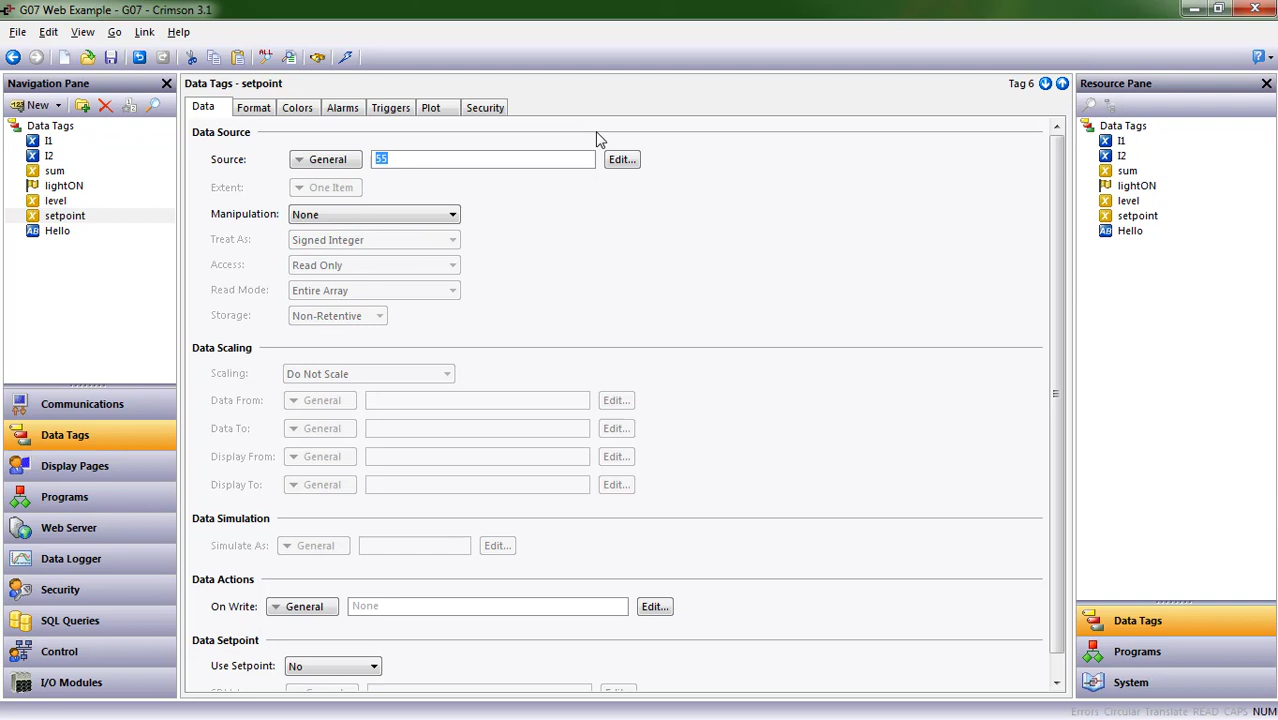 G07 Web Example - G07 - Crimson 3.1
File Edit View Go Link Help
ALL
Navigation Pane
New
Data Tags
I1
I2
sum
lightON
level
setpoint
Hello
Communications
Data Tags
Display Pages
Programs
Web Server
Data Logger
Security
SQL Queries
Control
I/O Modules
Data Tags - setpoint
Tag 6
Data Format Colors Alarms Triggers Plot Security
Data Source
Source: General 55 Edit...
Extent: One Item
Manipulation: None
Treat As: Signed Integer
Access: Read Only
Read Mode: Entire Array
Storage: Non-Retentive
Data Scaling
Scaling: Do Not Scale
Data From: General Edit...
Data To: General Edit...
Display From: General Edit...
Display To: General Edit...
Data Simulation
Simulate As: General Edit...
Data Actions
On Write: General None Edit...
Data Setpoint
Use Setpoint: No
Resource Pane
Data Tags
I1
I2
sum
lightON
level
setpoint
Hello
Data Tags
Programs
System
Errors Circular Translate READ CAPS NUM